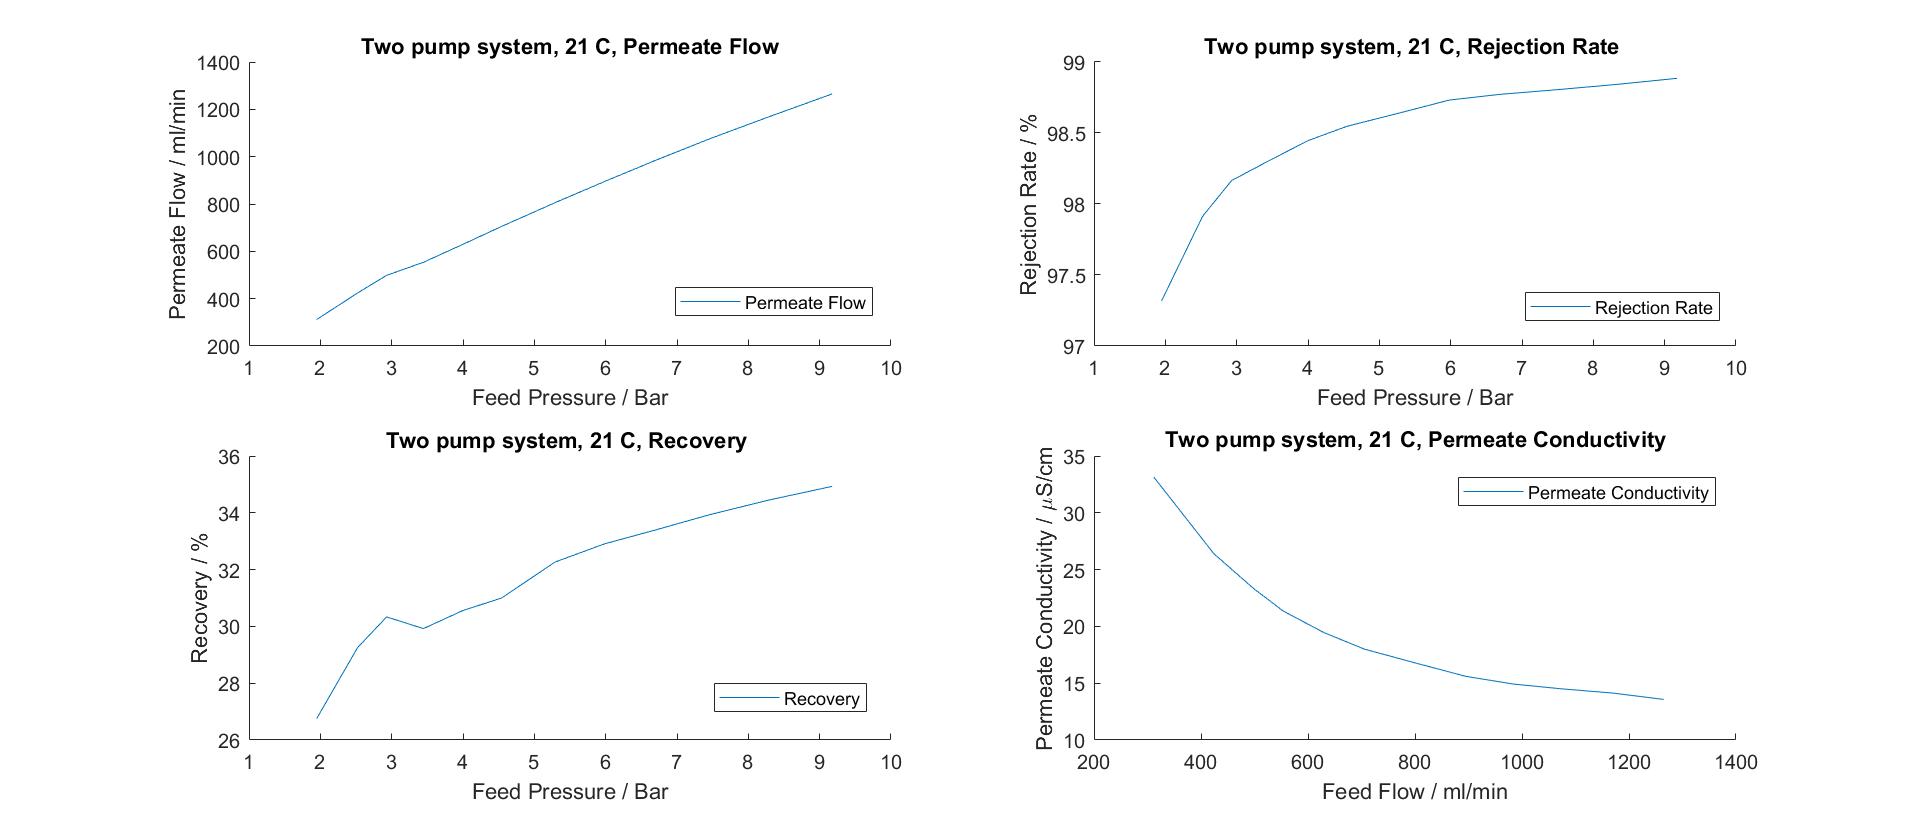 Two pump system, 21 C, Permeate Flow
Permeate Flow / ml/min
1400
1200
1000
800
600
400
200
1 2 3 4 5 6 7 8 9 10
Feed Pressure / Bar
Permeate Flow
Two pump system, 21 C, Rejection Rate
Rejection Rate / %
99
98.5
98
97.5
97
1 2 3 4 5 6 7 8 9 10
Feed Pressure / Bar
Rejection Rate
Two pump system, 21 C, Recovery
Recovery / %
36
34
32
30
28
26
1 2 3 4 5 6 7 8 9 10
Feed Pressure / Bar
Recovery
Two pump system, 21 C, Permeate Conductivity
Permeate Conductivity / μS/cm
35
30
25
20
15
10
200 400 600 800 1000 1200 1400
Feed Flow / ml/min
Permeate Conductivity